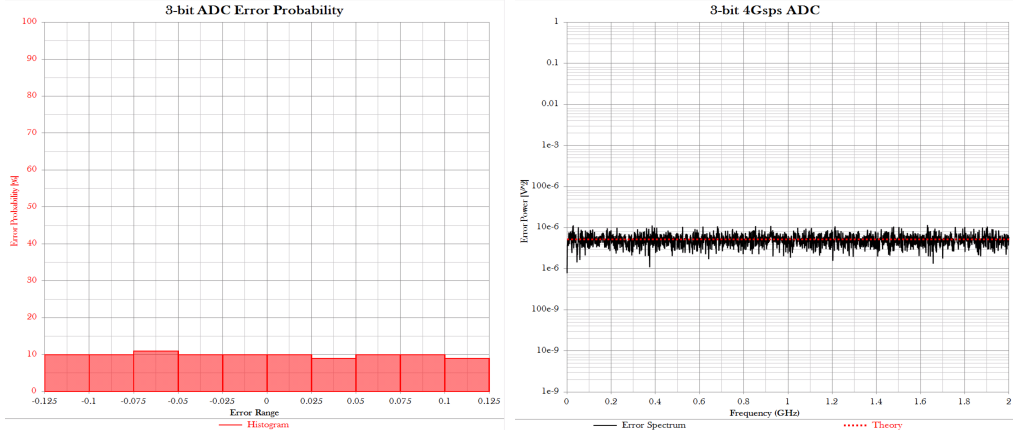 3-bit ADC Error Probability
100
90
80
70
60
50
40
30
20
10
0
Error Probability [%]
-0.125 -0.1 -0.075 -0.05 -0.025 0 0.025 0.05 0.075 0.1 0.125
Error Range
Histogram
3-bit 4Gsps ADC
1
0.1
0.01
1e-3
100e-6
10e-6
1e-6
100e-9
10e-9
1e-9
Error Power [V^2]
0 0.2 0.4 0.6 0.8 1 1.2 1.4 1.6 1.8 2
Frequency (GHz)
Error Spectrum Theory